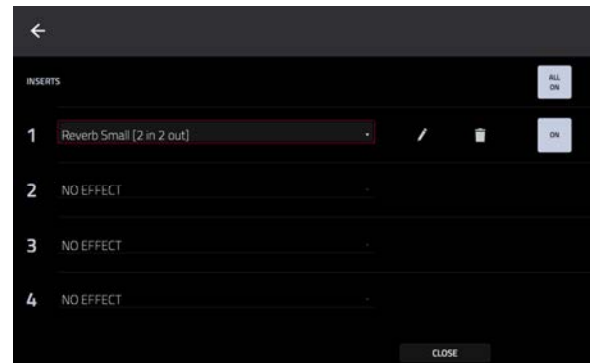 INSERTS
ALL
ON
1 Reverb Small [2 in 2 out] ON
2 NO EFFECT
3 NO EFFECT
4 NO EFFECT
CLOSE